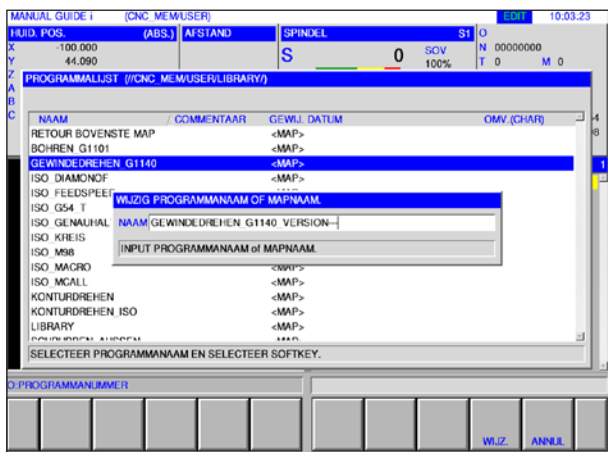 MANUAL GUIDE i (CNC_MEM/USER) EDIT 10:03.23
HUID. POS. (ABS.) AFSTAND SPINDEL S1 O
X -100.000 S 0 SOV 100% N 00000000
Y 44.090 T 0 M 0
Z
A
B
C
PROGRAMMALIJST (//CNC_MEM/USER/LIBRARY/)
NAAM / COMMENTAAR GEWIJ. DATUM OMV.(CHAR)
RETOUR BOVENSTE MAP <MAP>
BOHREN_G1101 <MAP>
GEWINDEDREHEN_G1140 <MAP>
ISO_DIAMONOF <MAP>
ISO_FEEDSPEED
ISO_G54_T
ISO_GENAUHAL
ISO_KREIS
ISO_M98
ISO_MACRO <MAP>
ISO_MCALL <MAP>
KONTURDREHEN <MAP>
KONTURDREHEN_ISO <MAP>
LIBRARY <MAP>
WIJZIG PROGRAMMANAAM OF MAPNAAM.
NAAM GEWINDEDREHEN_G1140_VERSION---
INPUT PROGRAMMANAAM of MAPNAAM.
SELECTEER PROGRAMMANAAM EN SELECTEER SOFTKEY.
O:PROGRAMMANUMMER
WIJZ. ANNUL.